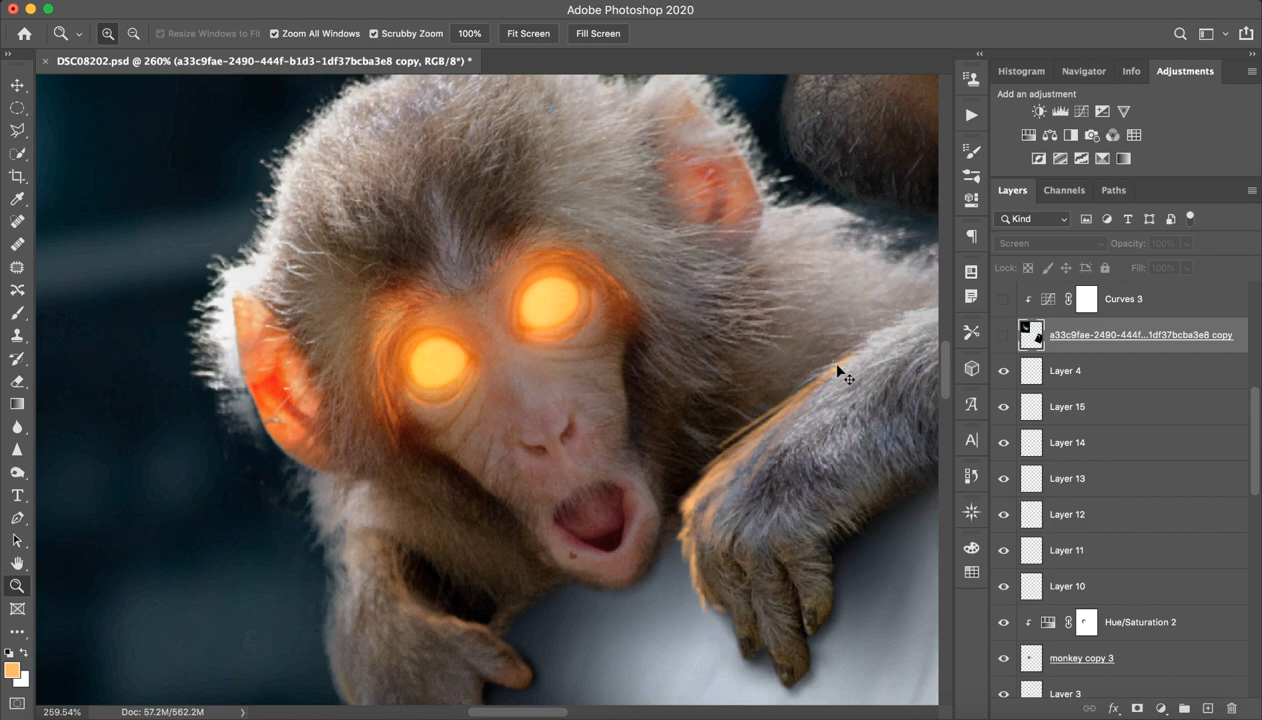 Adobe Photoshop 2020
Resize Windows to Fit Zoom All Windows Scrubby Zoom 100% Fit Screen Fill Screen
DSC08202.psd @ 260% (a33c9fae-2490-444f-b1d3-1df37bcba3e8 copy, RGB/8*) *
Histogram Navigator Info Adjustments
Add an adjustment
Layers Channels Paths
Kind
Screen Opacity: 100%
Lock: Fill: 100%
Curves 3
a33c9fae-2490-444f...1df37bcba3e8 copy
Layer 4
Layer 15
Layer 14
Layer 13
Layer 12
Layer 11
Layer 10
Hue/Saturation 2
monkey copy 3
Layer 3
259.54% Doc: 57.2M/562.2M